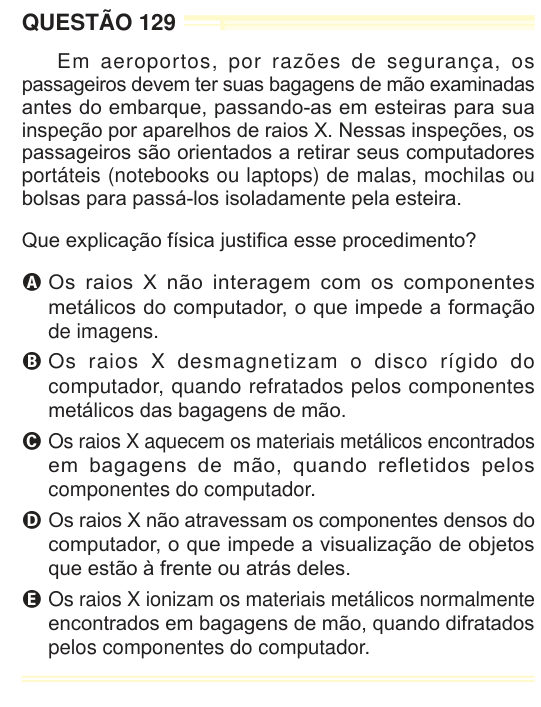 QUESTÃO 129
Em aeroportos, por razões de segurança, os
passageiros devem ter suas bagagens de mão examinadas
antes do embarque, passando-as em esteiras para sua
inspeção por aparelhos de raios X. Nessas inspeções, os
passageiros são orientados a retirar seus computadores
portáteis (notebooks ou laptops) de malas, mochilas ou
bolsas para passá-los isoladamente pela esteira.
Que explicação física justifica esse procedimento?
A Os raios X não interagem com os componentes
metálicos do computador, o que impede a formação
de imagens.
B Os raios X desmagnetizam o disco rígido do
computador, quando refratados pelos componentes
metálicos das bagagens de mão.
C Os raios X aquecem os materiais metálicos encontrados
em bagagens de mão, quando refletidos pelos
componentes do computador.
D Os raios X não atravessam os componentes densos do
computador, o que impede a visualização de objetos
que estão à frente ou atrás deles.
E Os raios X ionizam os materiais metálicos normalmente
encontrados em bagagens de mão, quando difratados
pelos componentes do computador.